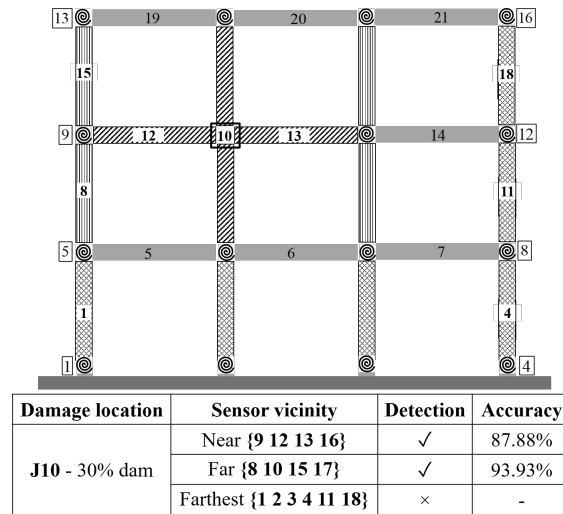 13 19 20 21 16
15 18
9 12 10 13 14 12
8 11
5 5 6 7 8
1 4
1 4
Damage location Sensor vicinity Detection Accuracy
J10 - 30% dam Near {9 12 13 16} ✓ 87.88%
Far {8 10 15 17} ✓ 93.93%
Farthest {1 2 3 4 11 18} × -